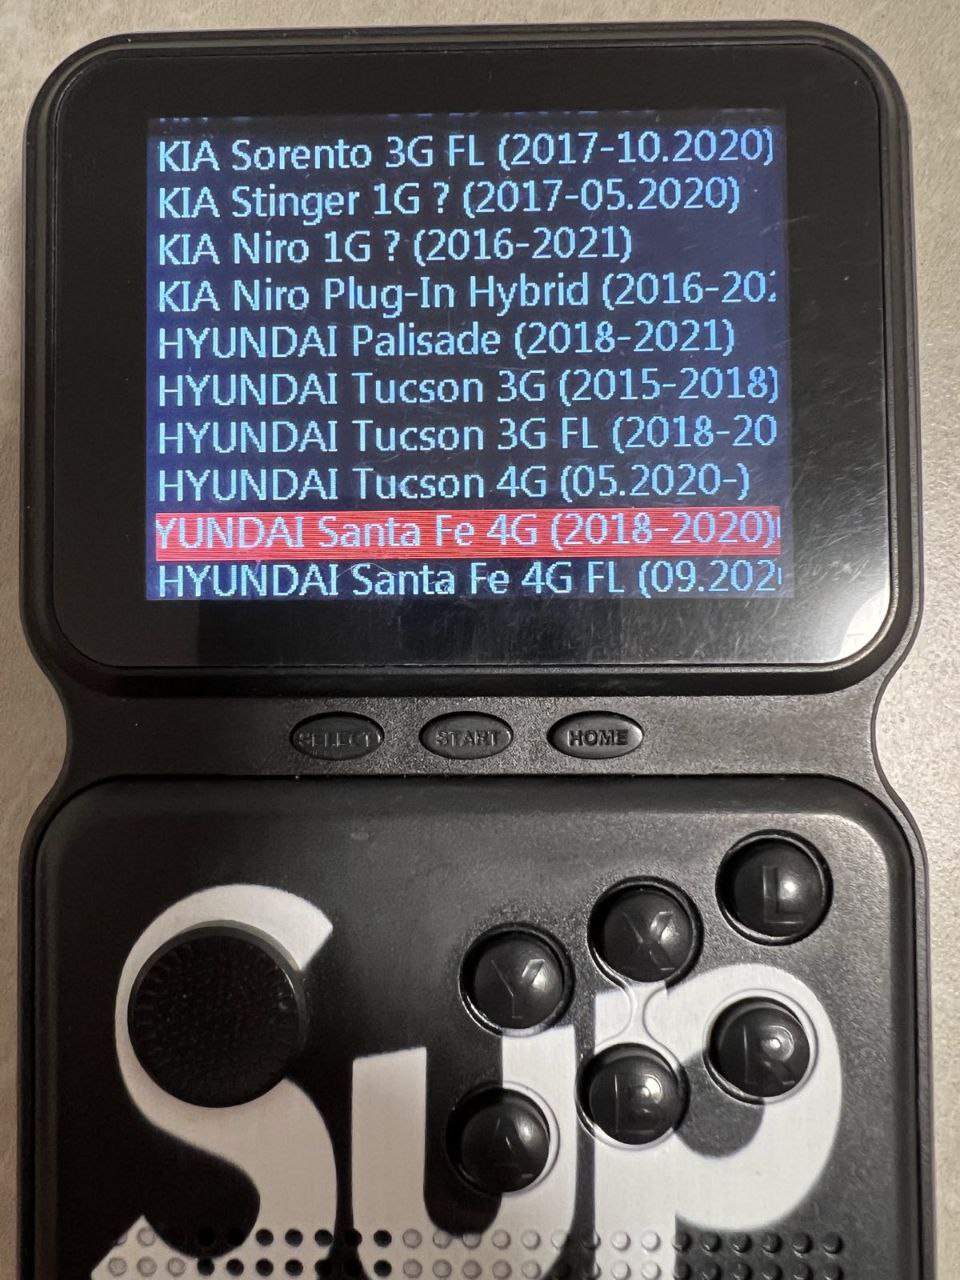 KIA Sorento 3G FL (2017-10.2020)
KIA Stinger 1G ? (2017-05.2020)
KIA Niro 1G ? (2016-2021)
KIA Niro Plug-In Hybrid (2016-20
HYUNDAI Palisade (2018-2021)
HYUNDAI Tucson 3G (2015-2018)
HYUNDAI Tucson 3G FL (2018-20
HYUNDAI Tucson 4G (05.2020-)
YUNDAI Santa Fe 4G (2018-2020)
HYUNDAI Santa Fe 4G FL (09.202
SELECT START HOME
L
X
Y
R
B
A
Sup